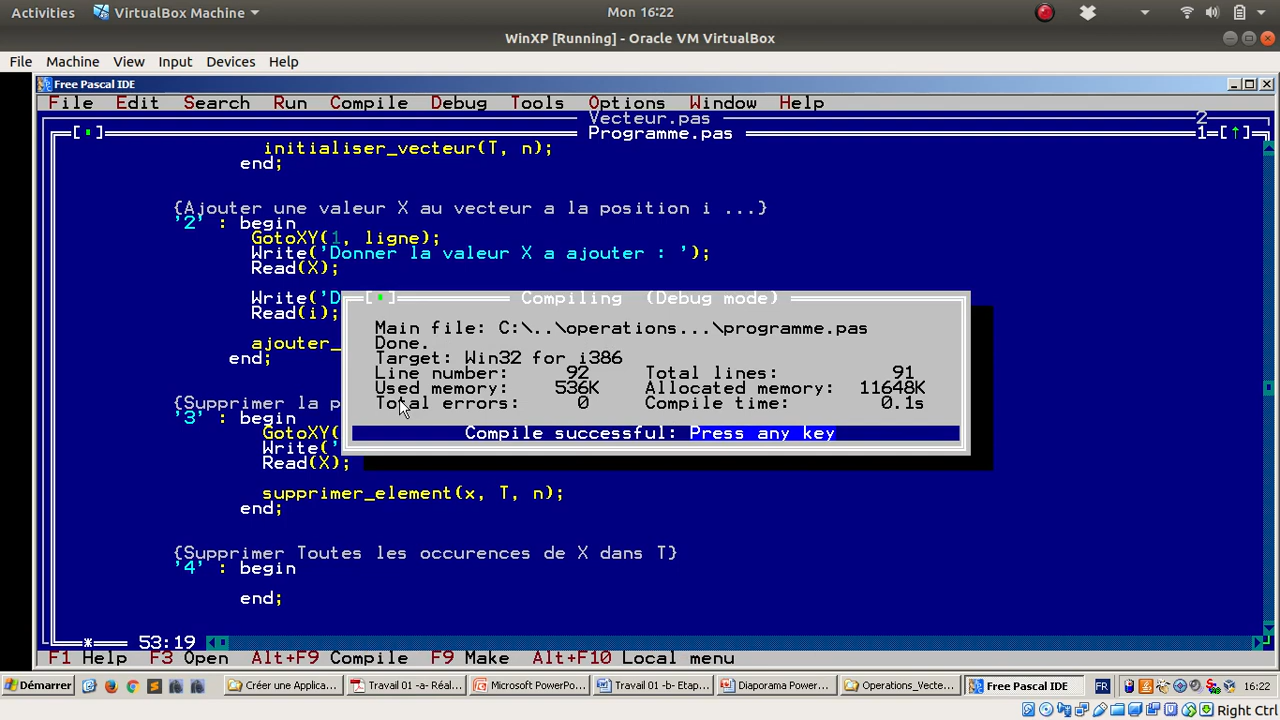 Activities VirtualBox Machine Mon 16:22
WinXP [Running] - Oracle VM VirtualBox
File Machine View Input Devices Help
Free Pascal IDE
File Edit Search Run Compile Debug Tools Options Window Help
Vecteur.pas 2
Programme.pas 1
initialiser_vecteur(T, n);
end;
{Ajouter une valeur X au vecteur a la position i ...}
'2' : begin
GotoXY(1, ligne);
Write('Donner la valeur X a ajouter : ');
Read(X);
Write('D
Read(i);
ajouter_
end;
Compiling (Debug mode)
Main file: C:\..\operations...\programme.pas
Done.
Target: Win32 for i386
Line number: 92 Total lines: 91
Used memory: 536K Allocated memory: 11648K
Total errors: 0 Compile time: 0.1s
Compile successful: Press any key
{Supprimer la p
'3' : begin
GotoXY(
Write('
Read(X);
supprimer_element(x, T, n);
end;
{Supprimer Toutes les occurences de X dans T}
'4' : begin
end;
* 53:19
F1 Help F3 Open Alt+F9 Compile F9 Make Alt+F10 Local menu
Démarrer Créer une Applica... Travail 01 -a- Réal... Microsoft PowerPo... Travail 01 -b- Etap... Diaporama Power... Operations_Vecte... Free Pascal IDE FR 16:22
Right Ctrl